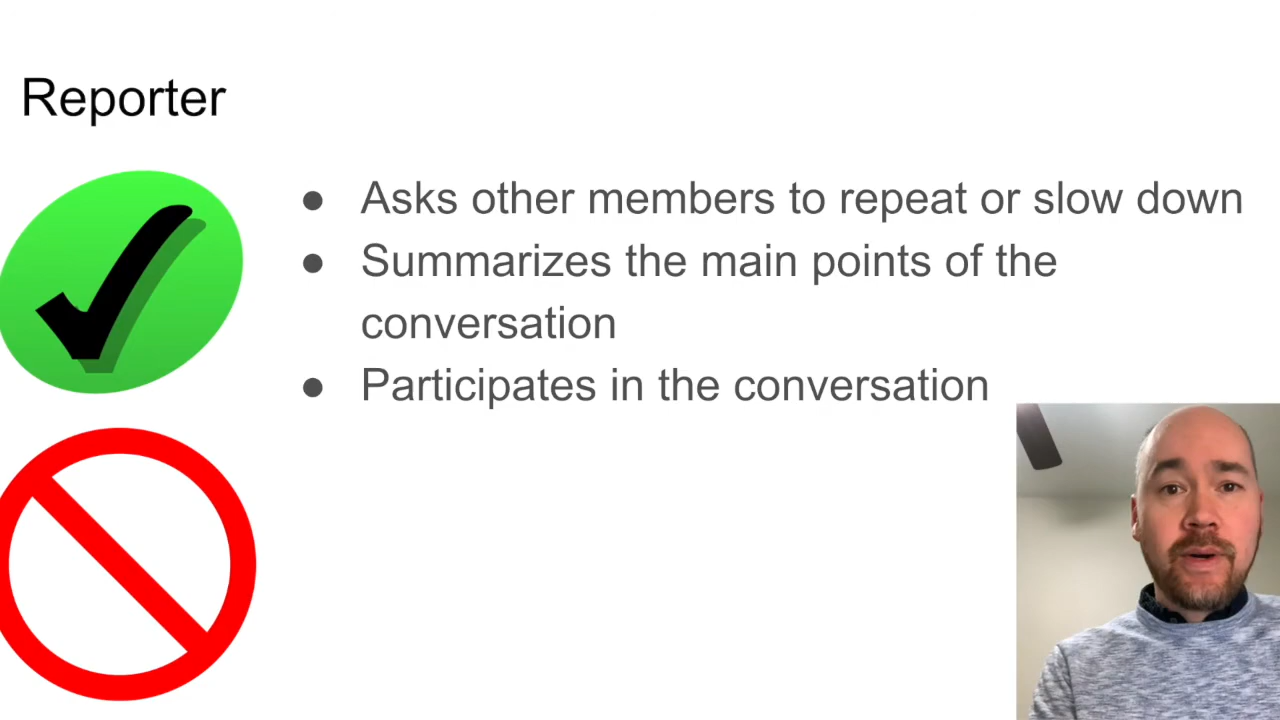 Reporter
● Asks other members to repeat or slow down
● Summarizes the main points of the
conversation
● Participates in the conversation